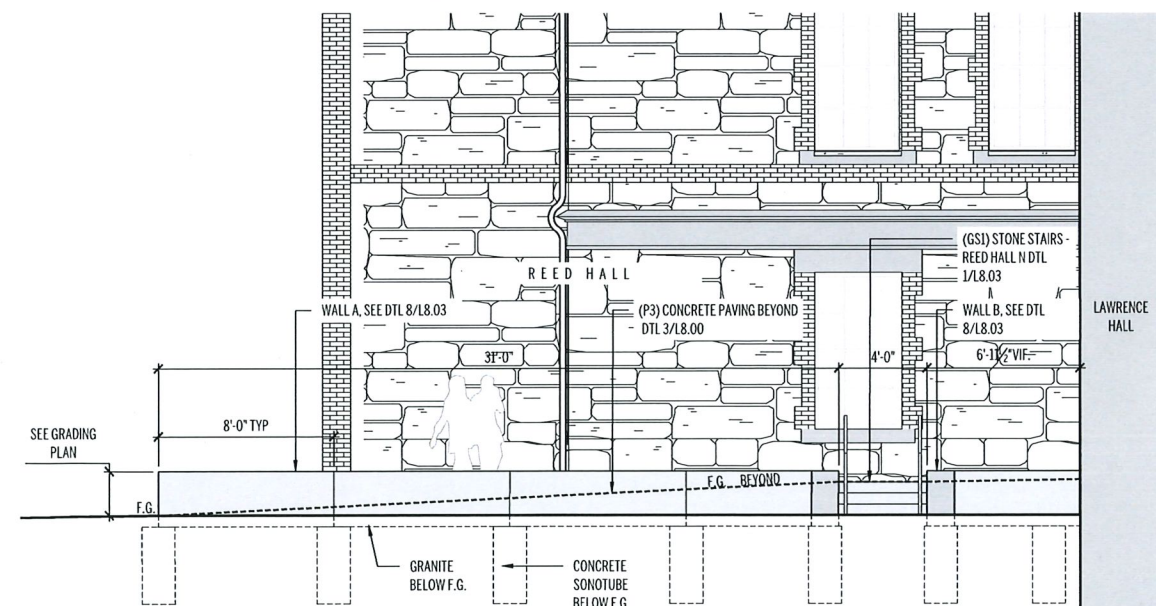 (GS1) STONE STAIRS -
REED HALL N DTL
1/L8.03
REED HALL
WALL A, SEE DTL 8/L8.03
(P3) CONCRETE PAVING BEYOND
DTL 3/L8.00
WALL B, SEE DTL
8/L8.03
LAWRENCE
HALL
31'-0"
4'-0"
6'-11½" VIF.
8'-0" TYP
SEE GRADING
PLAN
F.G. BEYOND
F.G.
GRANITE
BELOW F.G.
CONCRETE
SONOTUBE
BELOW F.G.